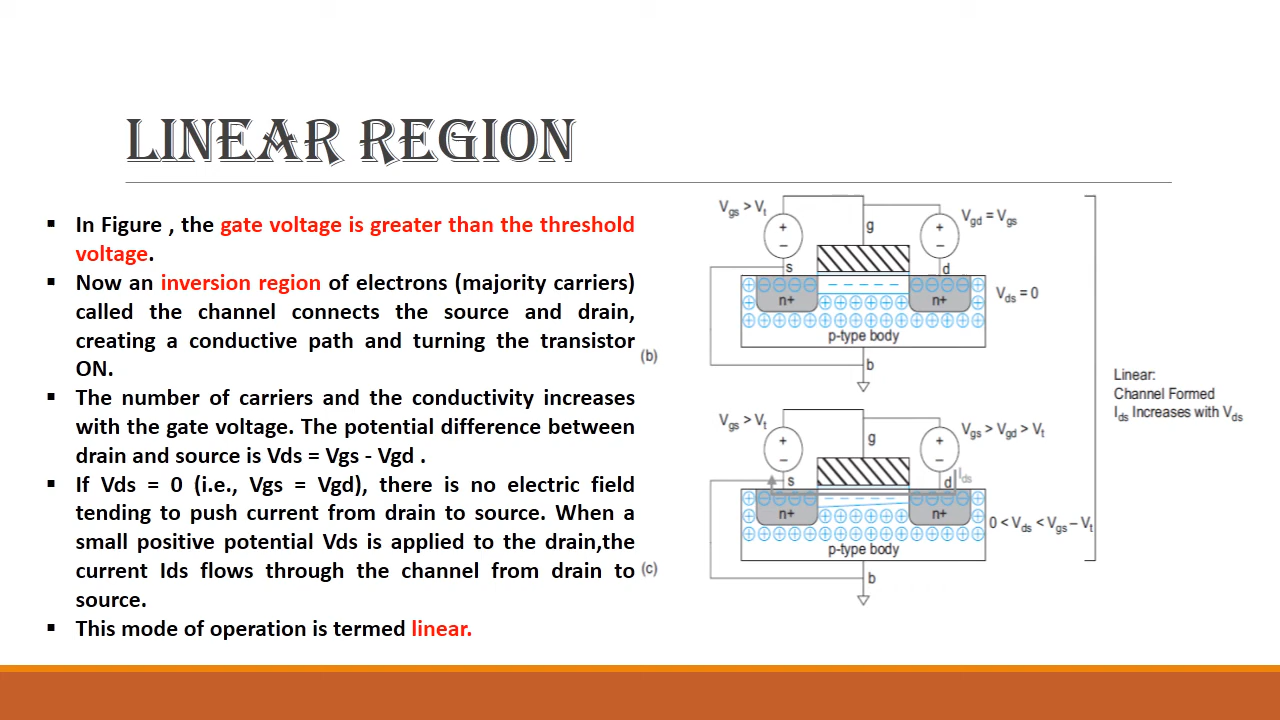 LINEAR REGION
▪ In Figure , the gate voltage is greater than the threshold
voltage.
▪ Now an inversion region of electrons (majority carriers)
called the channel connects the source and drain,
creating a conductive path and turning the transistor
ON.
▪ The number of carriers and the conductivity increases
with the gate voltage. The potential difference between
drain and source is Vds = Vgs - Vgd .
▪ If Vds = 0 (i.e., Vgs = Vgd), there is no electric field
tending to push current from drain to source. When a
small positive potential Vds is applied to the drain,the
current Ids flows through the channel from drain to
source.
▪ This mode of operation is termed linear.
(b)
Vgs > Vt
+
−
g
+
−
Vgd = Vgs
s
d
n+
n+
Vds = 0
p-type body
b
(c)
Vgs > Vt
+
−
g
+
−
Vgs > Vgd > Vt
s
d
Ids
n+
n+
0 < Vds < Vgs – Vt
p-type body
b
Linear:
Channel Formed
Ids Increases with Vds